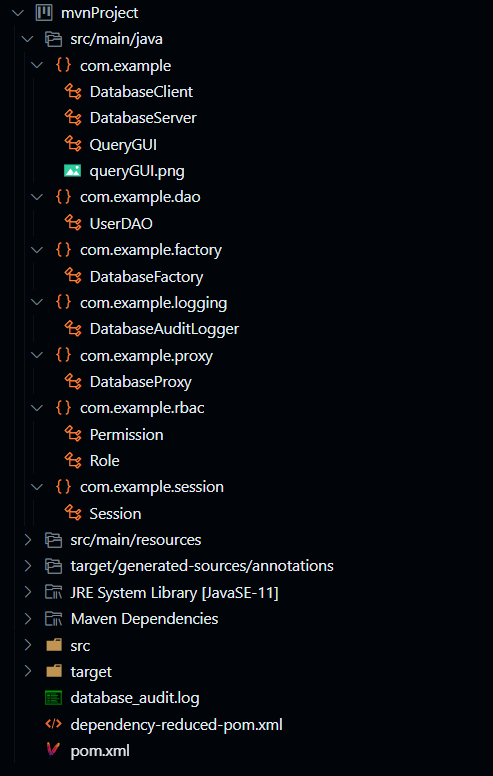 mvnProject
src/main/java
{} com.example
DatabaseClient
DatabaseServer
QueryGUI
queryGUI.png
{} com.example.dao
UserDAO
{} com.example.factory
DatabaseFactory
{} com.example.logging
DatabaseAuditLogger
{} com.example.proxy
DatabaseProxy
{} com.example.rbac
Permission
Role
{} com.example.session
Session
src/main/resources
target/generated-sources/annotations
JRE System Library [JavaSE-11]
Maven Dependencies
src
target
database_audit.log
dependency-reduced-pom.xml
pom.xml